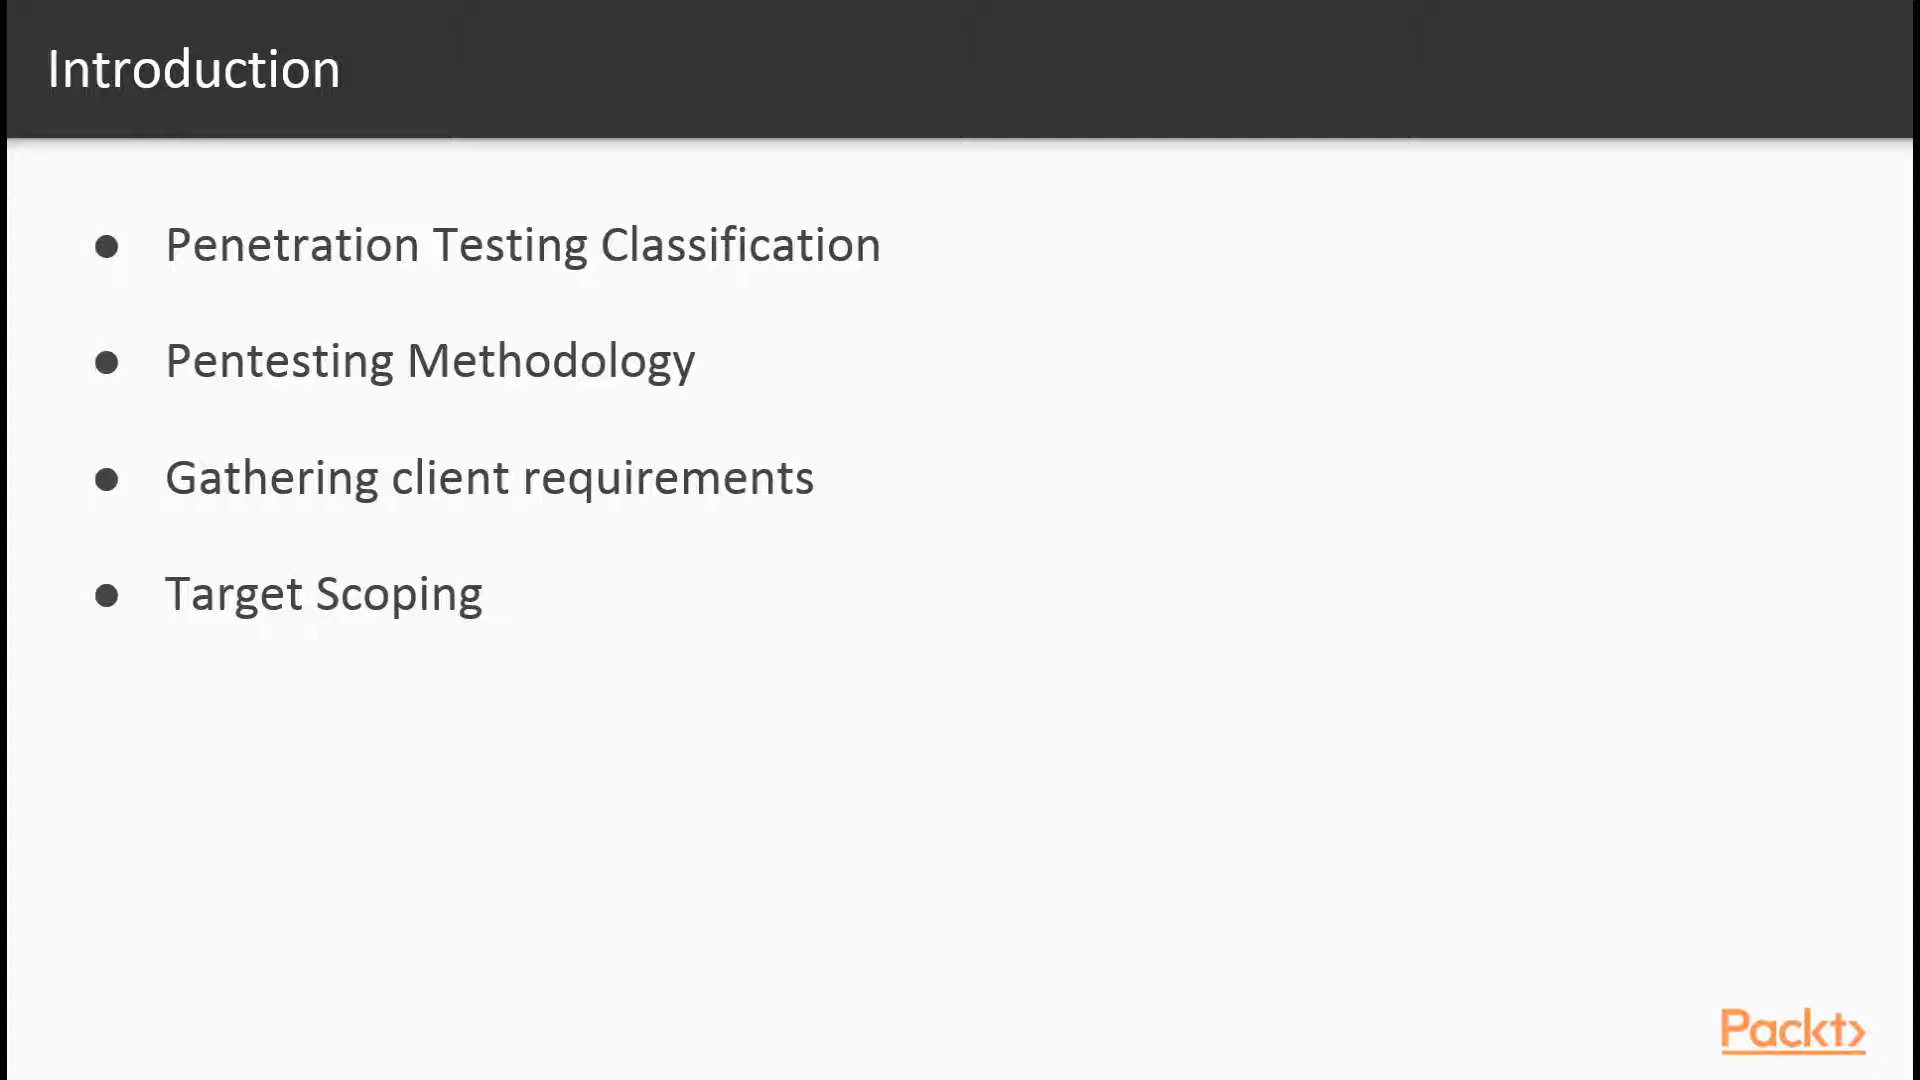 Introduction
● Penetration Testing Classification
● Pentesting Methodology
● Gathering client requirements
● Target Scoping
Packt>